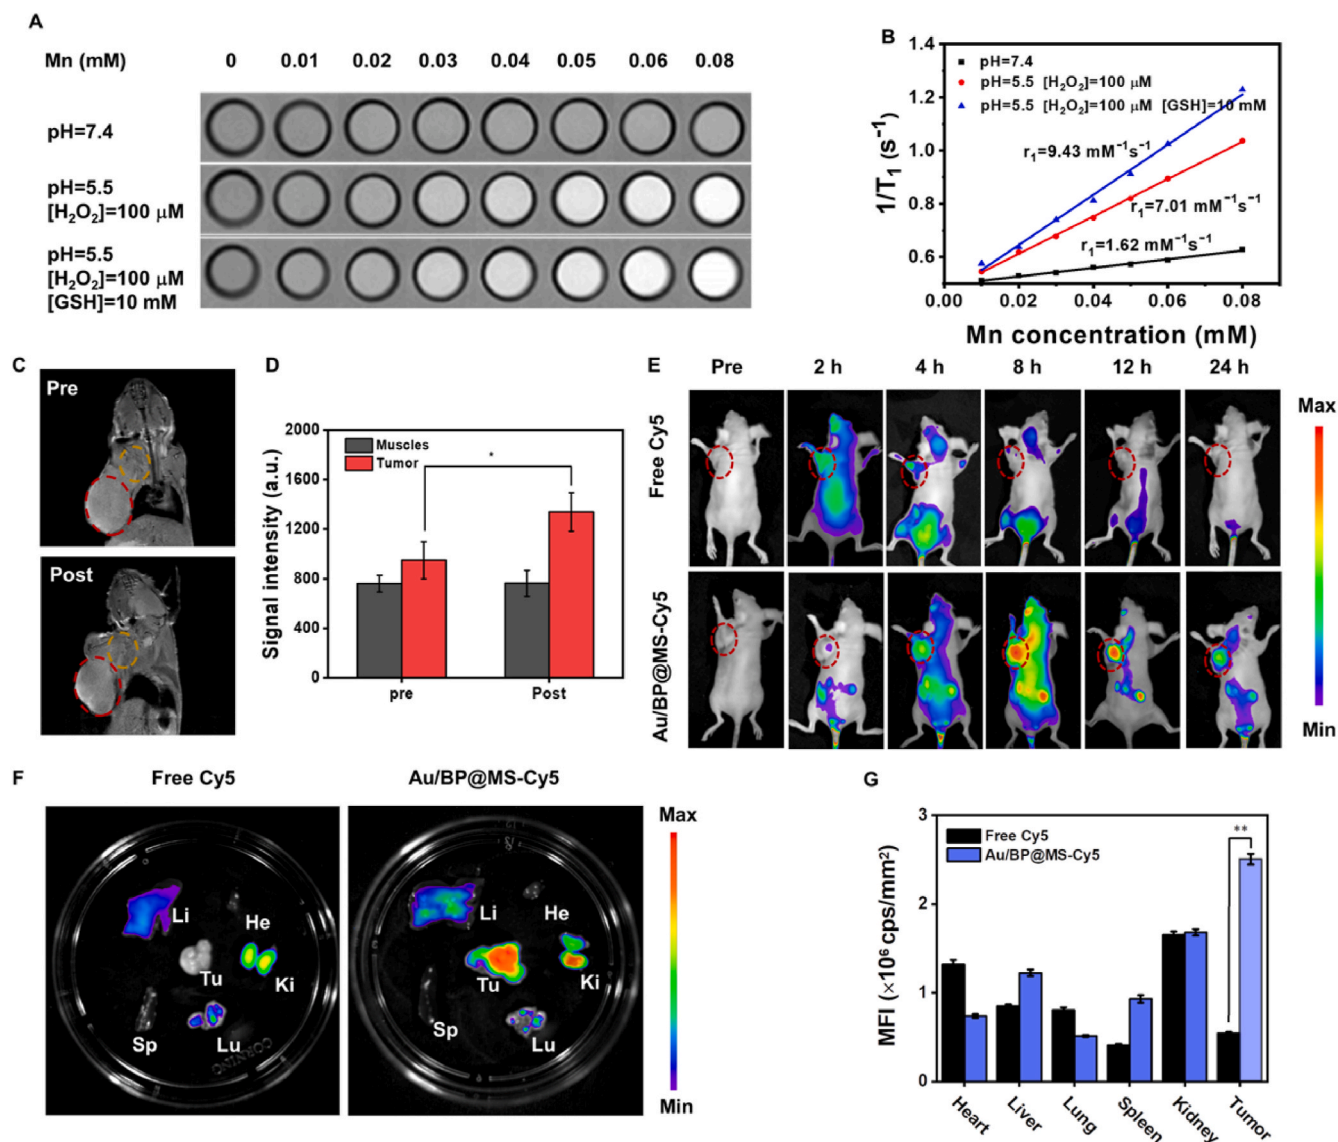 A
Mn (mM) 0 0.01 0.02 0.03 0.04 0.05 0.06 0.08
pH=7.4
pH=5.5
[H₂O₂]=100 μM
pH=5.5
[H₂O₂]=100 μM
[GSH]=10 mM
B
1/T₁ (s⁻¹)
1.4
1.2
1.0
0.8
0.6
pH=7.4
pH=5.5 [H₂O₂]=100 μM
pH=5.5 [H₂O₂]=100 μM [GSH]=10 mM
r₁=9.43 mM⁻¹s⁻¹
r₁=7.01 mM⁻¹s⁻¹
r₁=1.62 mM⁻¹s⁻¹
0.00 0.02 0.04 0.06 0.08
Mn concentration (mM)
C
Pre
Post
D
Signal intensity (a.u.)
2000
1600
1200
800
400
0
Muscles
Tumor
*
pre Post
E
Pre 2 h 4 h 8 h 12 h 24 h
Free Cy5
Au/BP@MS-Cy5
Max
Min
F
Free Cy5 Au/BP@MS-Cy5
Li
He
Tu
Ki
Sp
Lu
CORNING
Li
He
Tu
Ki
Sp
Lu
Max
Min
G
MFI (×10⁶ cps/mm²)
3
2
1
0
Free Cy5
Au/BP@MS-Cy5
**
Heart Liver Lung Spleen Kidney Tumor